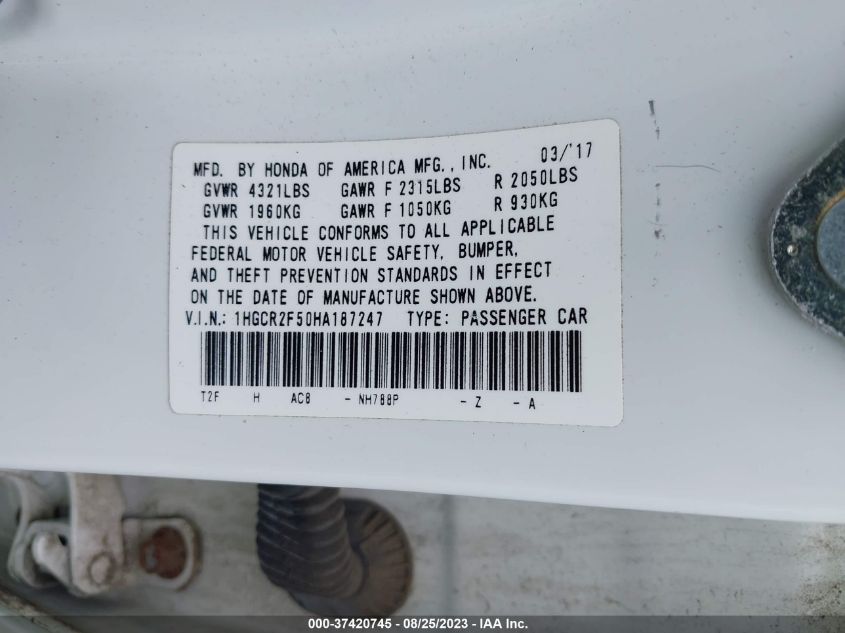 MFD. BY HONDA OF AMERICA MFG., INC. 03/'17
GVWR 4321LBS GAWR F 2315LBS R 2050LBS
GVWR 1960KG GAWR F 1050KG R 930KG
THIS VEHICLE CONFORMS TO ALL APPLICABLE
FEDERAL MOTOR VEHICLE SAFETY, BUMPER,
AND THEFT PREVENTION STANDARDS IN EFFECT
ON THE DATE OF MANUFACTURE SHOWN ABOVE.
V.I.N.: 1HGCR2F50HA187247 TYPE: PASSENGER CAR
T2F H AC8 - NH788P - Z - A
000-37420745 - 08/25/2023 - IAA Inc.